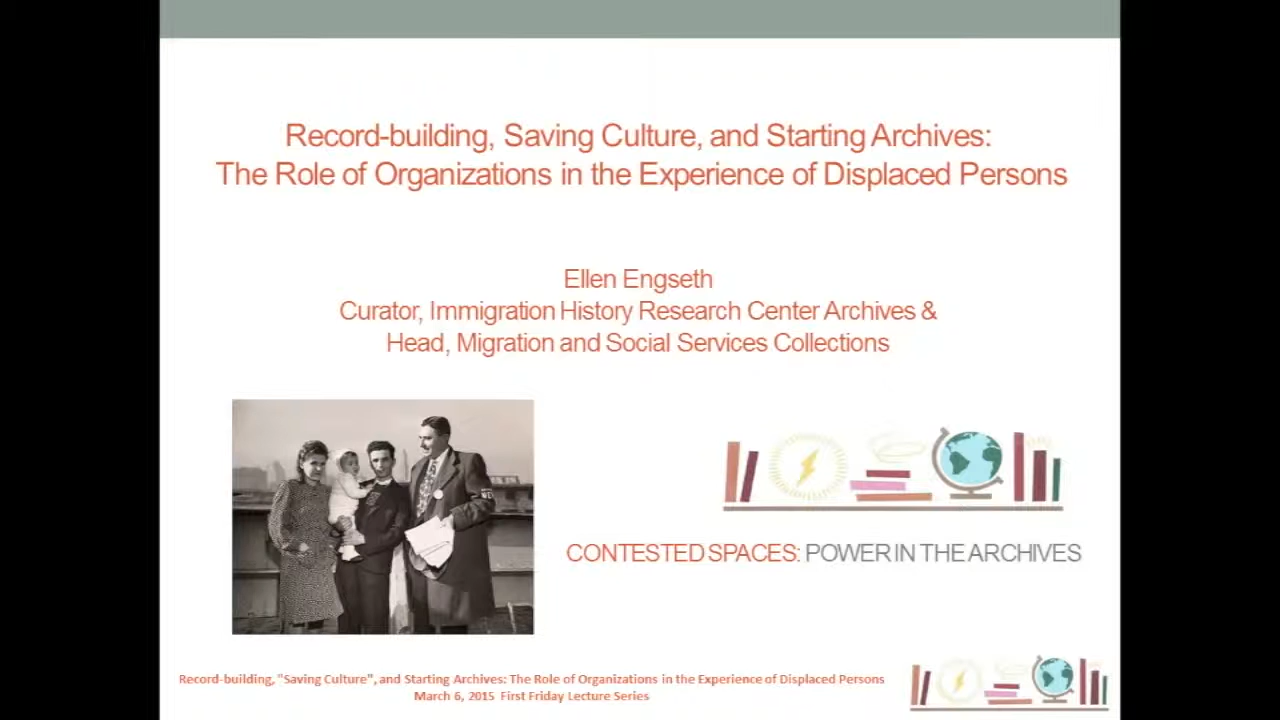 Record-building, Saving Culture, and Starting Archives:
The Role of Organizations in the Experience of Displaced Persons
Ellen Engseth
Curator, Immigration History Research Center Archives &
Head, Migration and Social Services Collections
CONTESTED SPACES: POWER IN THE ARCHIVES
Record-building, "Saving Culture", and Starting Archives: The Role of Organizations in the Experience of Displaced Persons
March 6, 2015 First Friday Lecture Series